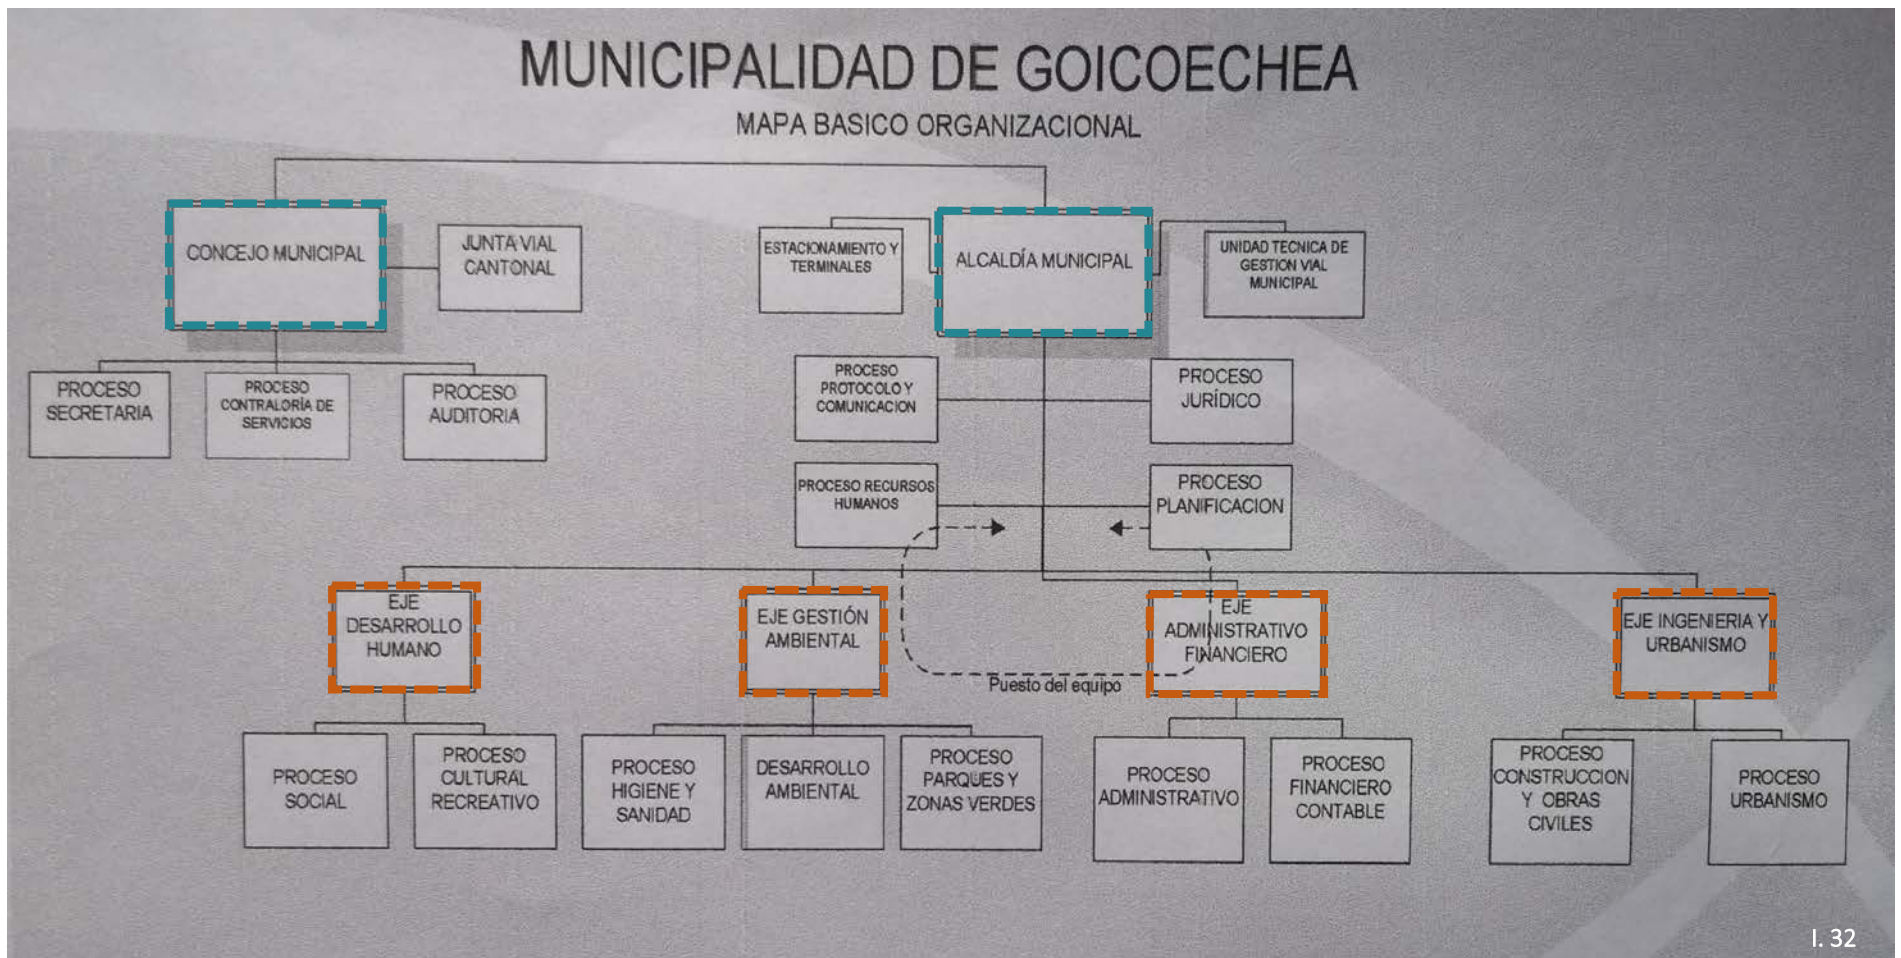 MUNICIPALIDAD DE GOICOECHEA
MAPA BASICO ORGANIZACIONAL
CONCEJO MUNICIPAL
JUNTA VIAL
CANTONAL
ESTACIONAMIENTO Y
TERMINALES
ALCALDÍA MUNICIPAL
UNIDAD TECNICA DE
GESTION VIAL
MUNICIPAL
PROCESO
SECRETARIA
PROCESO
CONTRALORÍA DE
SERVICIOS
PROCESO
AUDITORIA
PROCESO
PROTOCOLO Y
COMUNICACION
PROCESO
JURÍDICO
PROCESO RECURSOS
HUMANOS
PROCESO
PLANIFICACION
EJE
DESARROLLO
HUMANO
EJE GESTIÓN
AMBIENTAL
EJE
ADMINISTRATIVO
FINANCIERO
EJE INGENIERIA Y
URBANISMO
Puesto del equipo
PROCESO
SOCIAL
PROCESO
CULTURAL
RECREATIVO
PROCESO
HIGIENE Y
SANIDAD
DESARROLLO
AMBIENTAL
PROCESO
PARQUES Y
ZONAS VERDES
PROCESO
ADMINISTRATIVO
PROCESO
FINANCIERO
CONTABLE
PROCESO
CONSTRUCCION
Y OBRAS
CIVILES
PROCESO
URBANISMO
I. 32